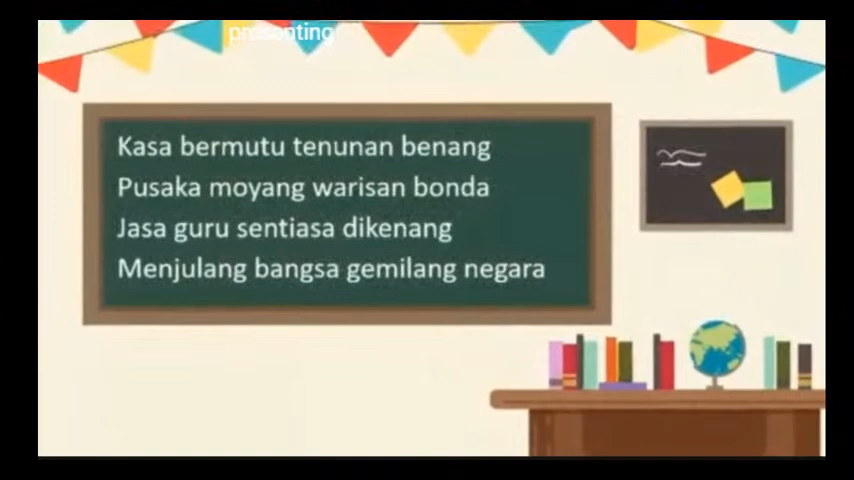 presenting
Kasa bermutu tenunan benang
Pusaka moyang warisan bonda
Jasa guru sentiasa dikenang
Menjulang bangsa gemilang negara